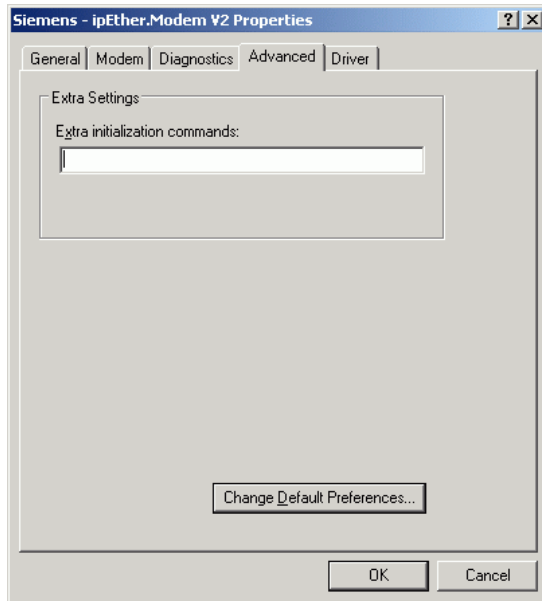 Siemens - ipEther.Modem V2 Properties
General Modem Diagnostics Advanced Driver
Extra Settings
Extra initialization commands:
Change Default Preferences...
OK Cancel